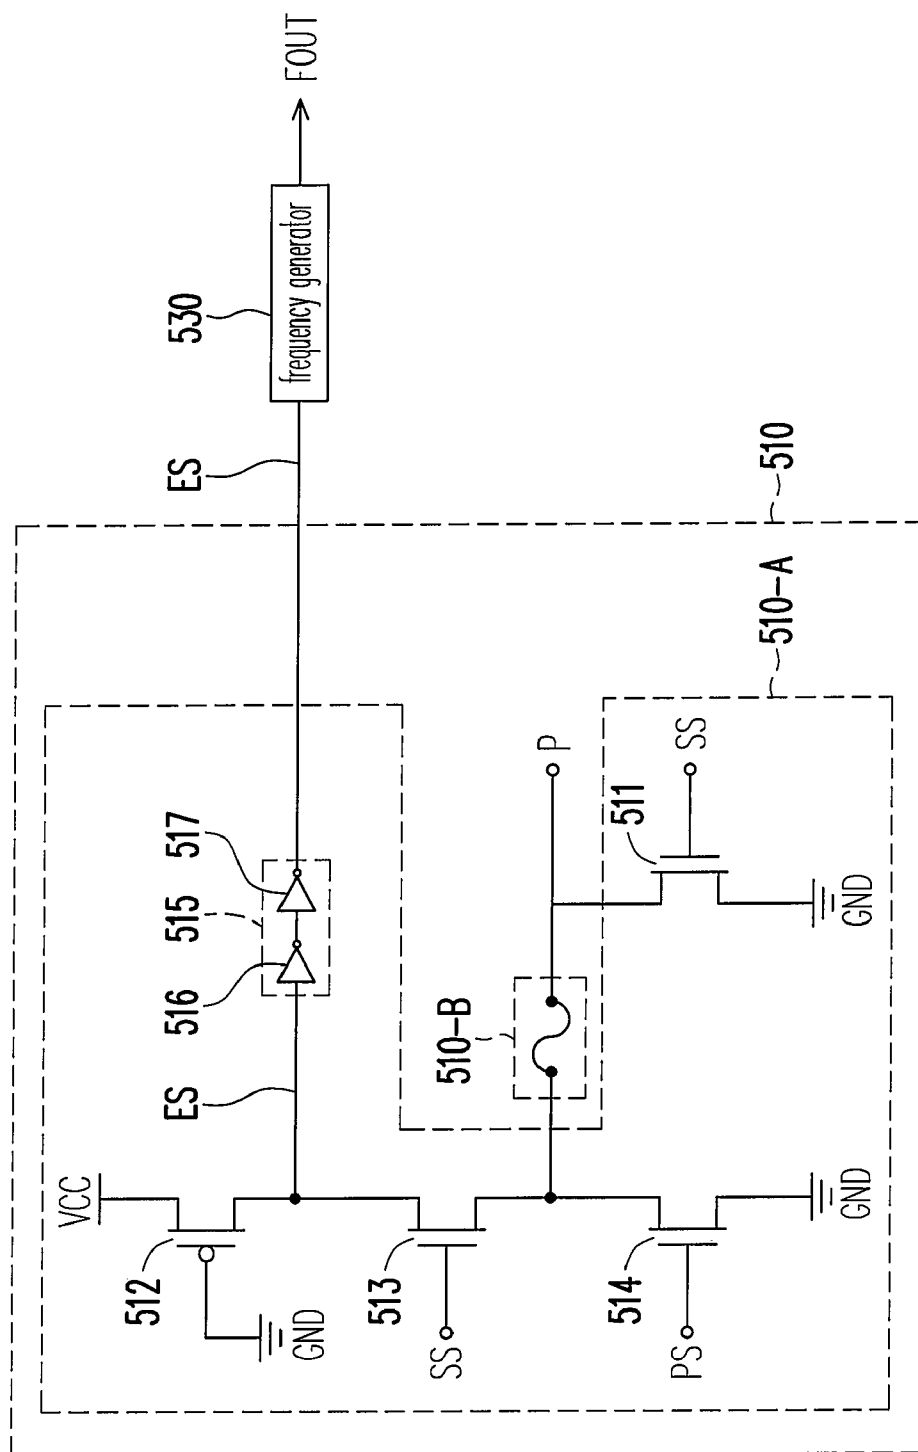 VCC
512
GND
ES
516
515
517
ES
530
frequency generator
FOUT
513
SS
510-B
P
510
510-A
514
PS
GND
511
SS
GND